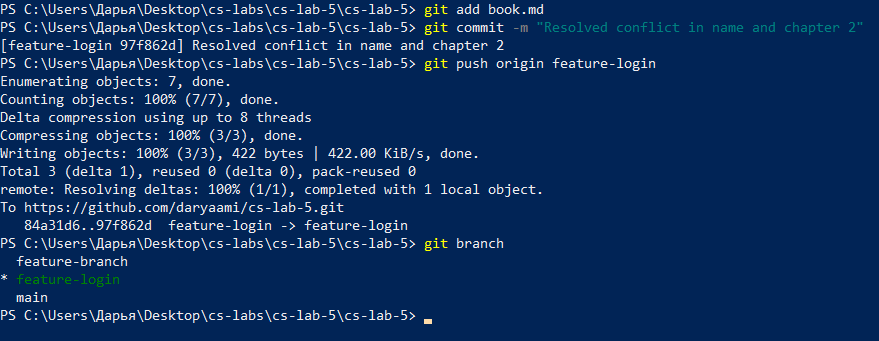 PS C:\Users\Дарья\Desktop\cs-labs\cs-lab-5\cs-lab-5> git add book.md
PS C:\Users\Дарья\Desktop\cs-labs\cs-lab-5\cs-lab-5> git commit -m "Resolved conflict in name and chapter 2"
[feature-login 97f862d] Resolved conflict in name and chapter 2
PS C:\Users\Дарья\Desktop\cs-labs\cs-lab-5\cs-lab-5> git push origin feature-login
Enumerating objects: 7, done.
Counting objects: 100% (7/7), done.
Delta compression using up to 8 threads
Compressing objects: 100% (3/3), done.
Writing objects: 100% (3/3), 422 bytes | 422.00 KiB/s, done.
Total 3 (delta 1), reused 0 (delta 0), pack-reused 0
remote: Resolving deltas: 100% (1/1), completed with 1 local object.
To https://github.com/daryaami/cs-lab-5.git
   84a31d6..97f862d  feature-login -> feature-login
PS C:\Users\Дарья\Desktop\cs-labs\cs-lab-5\cs-lab-5> git branch
  feature-branch
* feature-login
  main
PS C:\Users\Дарья\Desktop\cs-labs\cs-lab-5\cs-lab-5>